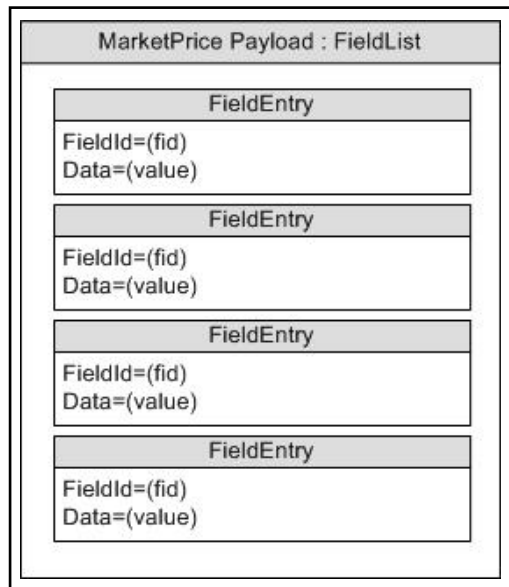 MarketPrice Payload : FieldList
FieldEntry
FieldId=(fid)
Data=(value)
FieldEntry
FieldId=(fid)
Data=(value)
FieldEntry
FieldId=(fid)
Data=(value)
FieldEntry
FieldId=(fid)
Data=(value)